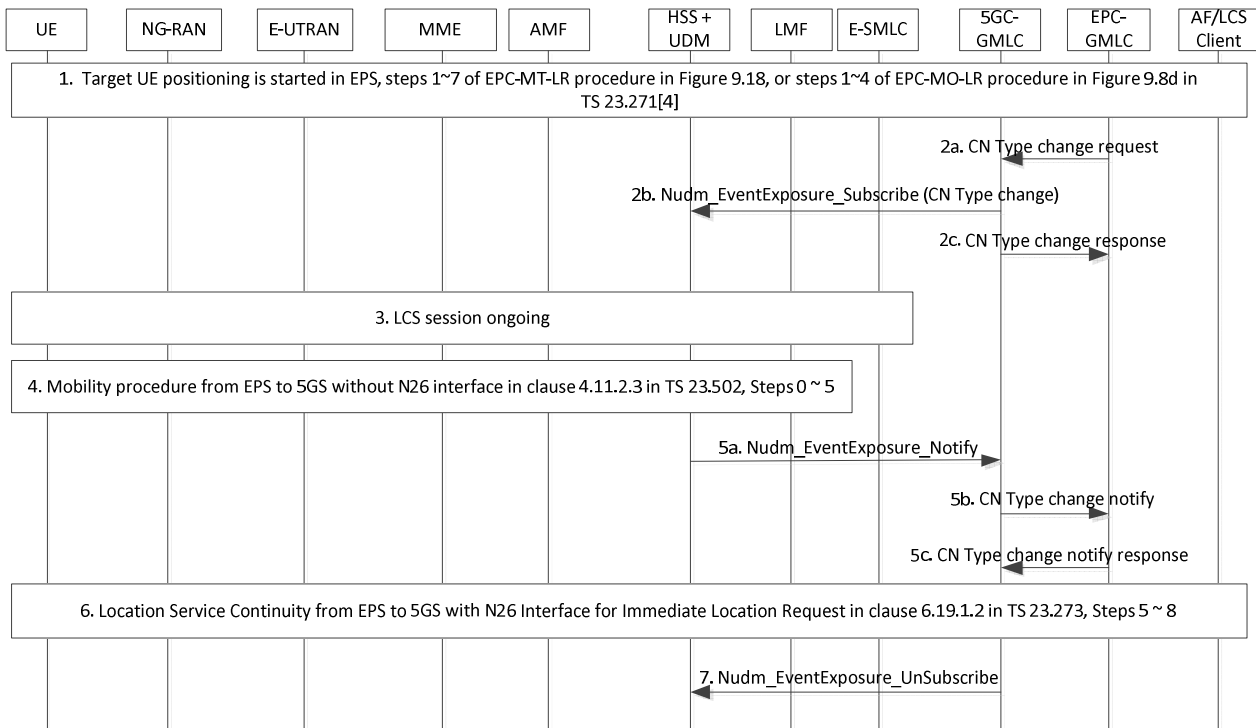 UE
NG-RAN
E-UTRAN
MME
AMF
HSS +
UDM
LMF
E-SMLC
5GC-
GMLC
EPC-
GMLC
AF/LCS
Client
1. Target UE positioning is started in EPS, steps 1~7 of EPC-MT-LR procedure in Figure 9.18, or steps 1~4 of EPC-MO-LR procedure in Figure 9.8d in
TS 23.271[4]
2a. CN Type change request
2b. Nudm_EventExposure_Subscribe (CN Type change)
2c. CN Type change response
3. LCS session ongoing
4. Mobility procedure from EPS to 5GS without N26 interface in clause 4.11.2.3 in TS 23.502, Steps 0 ~ 5
5a. Nudm_EventExposure_Notify
5b. CN Type change notify
5c. CN Type change notify response
6. Location Service Continuity from EPS to 5GS with N26 Interface for Immediate Location Request in clause 6.19.1.2 in TS 23.273, Steps 5 ~ 8
7. Nudm_EventExposure_UnSubscribe